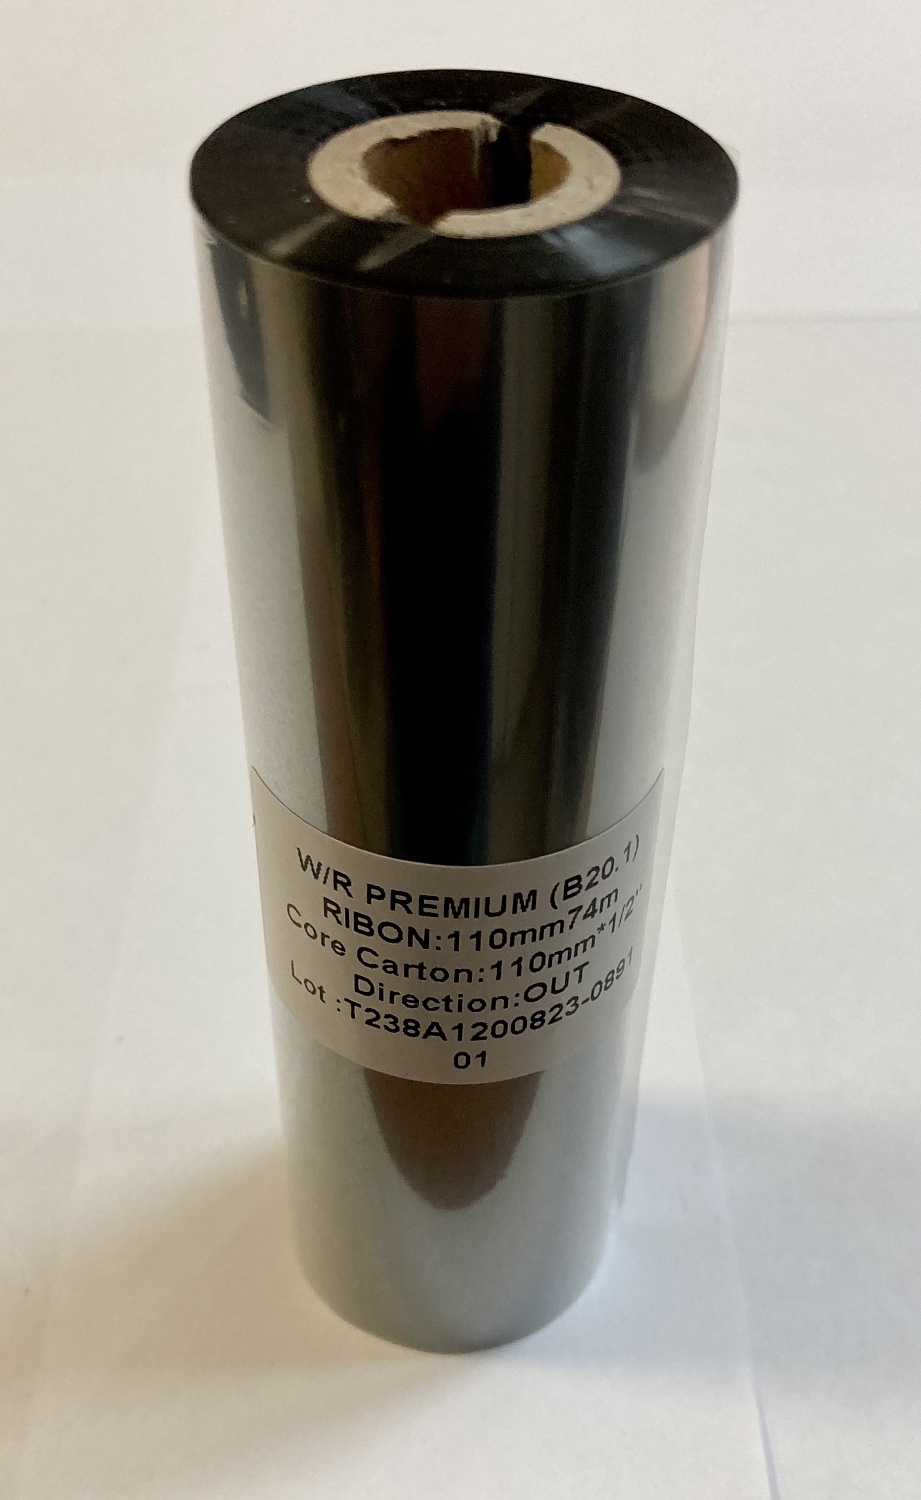 W/R PREMIUM (B20.1)
RIBON:110mm74m
Core Carton:110mm*1/2"
Direction:OUT
Lot :T238A1200823-0891
01